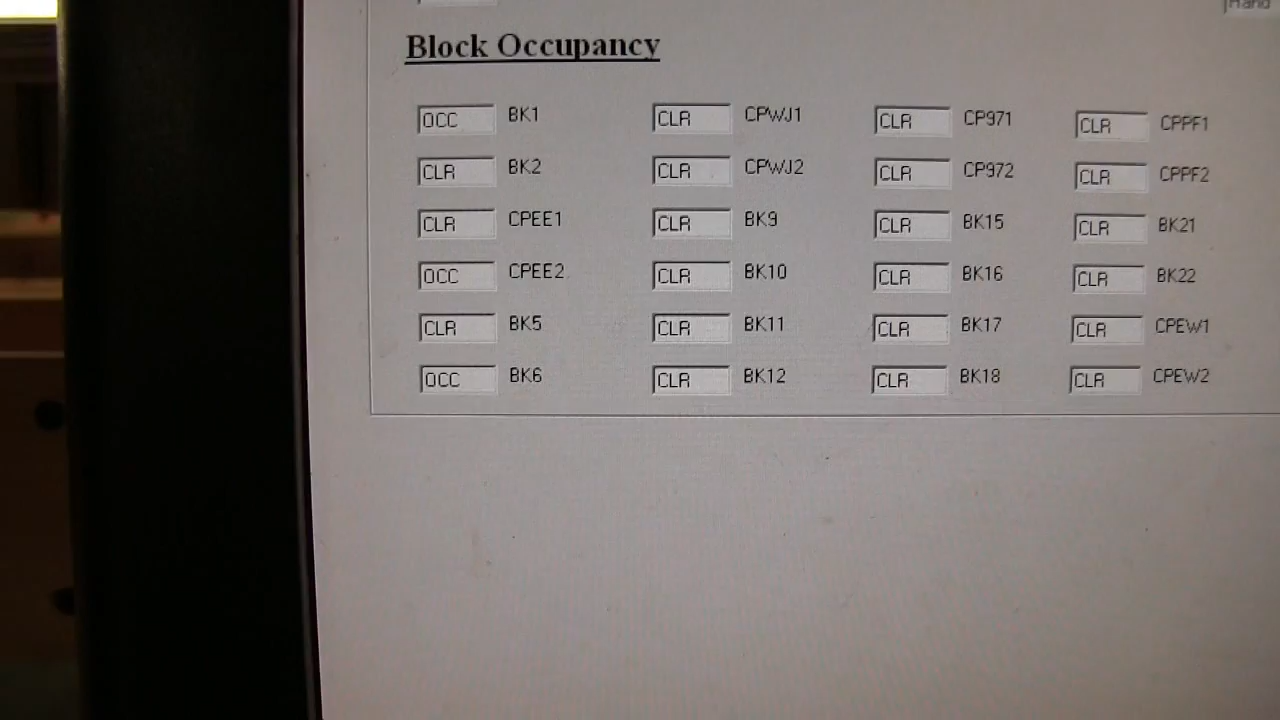 Hand
Block Occupancy
OCC BK1 CLR CPWJ1 CLR CP971 CLR CPPF1
CLR BK2 CLR CPWJ2 CLR CP972 CLR CPPF2
CLR CPEE1 CLR BK9 CLR BK15 CLR BK21
OCC CPEE2 CLR BK10 CLR BK16 CLR BK22
CLR BK5 CLR BK11 CLR BK17 CLR CPEW1
OCC BK6 CLR BK12 CLR BK18 CLR CPEW2